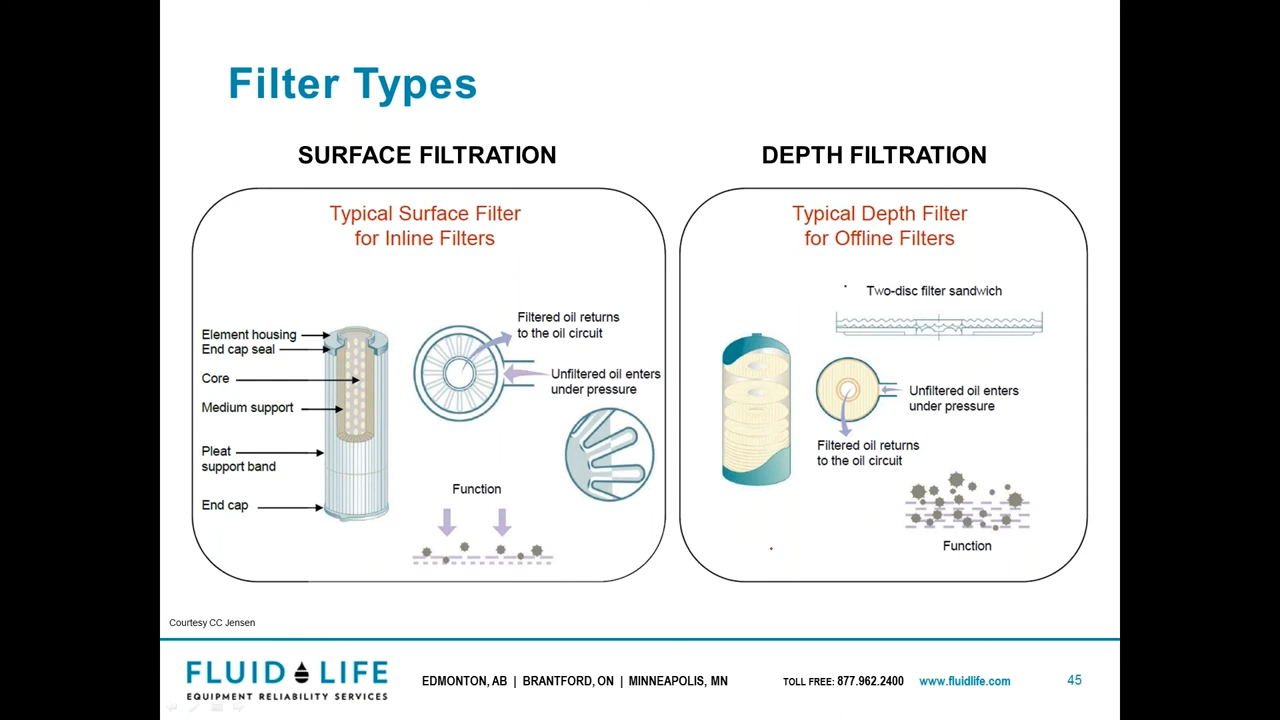 Filter Types
SURFACE FILTRATION
Typical Surface Filter
for Inline Filters
Element housing
End cap seal
Core
Medium support
Pleat
support band
End cap
Filtered oil returns
to the oil circuit
Unfiltered oil enters
under pressure
Function
DEPTH FILTRATION
Typical Depth Filter
for Offline Filters
Two-disc filter sandwich
Unfiltered oil enters
under pressure
Filtered oil returns
to the oil circuit
Function
Courtesy CC Jensen
FLUID LIFE
EQUIPMENT RELIABILITY SERVICES
EDMONTON, AB | BRANTFORD, ON | MINNEAPOLIS, MN
TOLL FREE: 877.962.2400
www.fluidlife.com
45